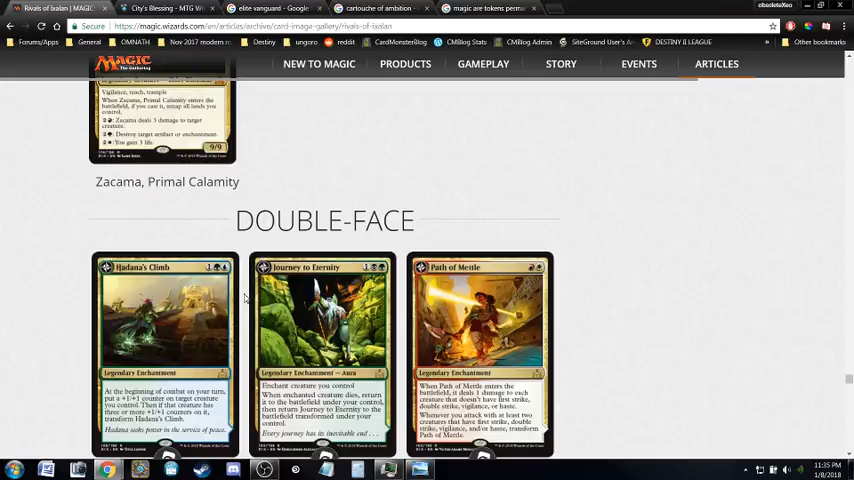 Rivals of Ixalan | MAGIC:
City's Blessing - MTG Wi
elite vanguard - Google
cartouche of ambition -
magic are tokens perma
obsoleteXeo
Secure
https://magic.wizards.com/en/articles/archive/card-image-gallery/rivals-of-ixalan
Forums/Apps
General
OMNATH
Nov 2017 modern
Destiny
ungoro
reddit
CardMonsterBlog
CMBlog Stats
CMBlog Admin
SiteGround User's Are
DESTINY II LEAGUE
Other bookmarks
MAGIC
NEW TO MAGIC
PRODUCTS
GAMEPLAY
STORY
EVENTS
ARTICLES
Vigilance, reach, trample
When Zacama, Primal Calamity enters the
battlefield, if you cast it, untap all lands you
control.
Zacama deals 3 damage to target
creature.
Destroy target artifact or enchantment.
You gain 3 life.
9/9
Zacama, Primal Calamity
DOUBLE-FACE
Hadana's Climb
Legendary Enchantment
At the beginning of combat on your turn,
put a +1/+1 counter on target creature
you control. Then if that creature has
three or more +1/+1 counters on it,
transform Hadana's Climb.
Hadana seeks power in the service of peace.
Journey to Eternity
Legendary Enchantment — Aura
Enchant creature you control
When enchanted creature dies, return
it to the battlefield under your control,
then return Journey to Eternity to the
battlefield transformed under your
control.
Every journey has its inevitable end . . .
Path of Mettle
Legendary Enchantment
When Path of Mettle enters the
battlefield, it deals 1 damage to each
creature that doesn't have first strike,
double strike, vigilance, or haste.
Whenever you attack with at least two
creatures that have first strike, double
strike, vigilance, and/or haste, transform
Path of Mettle.
11:35 PM
1/8/2018